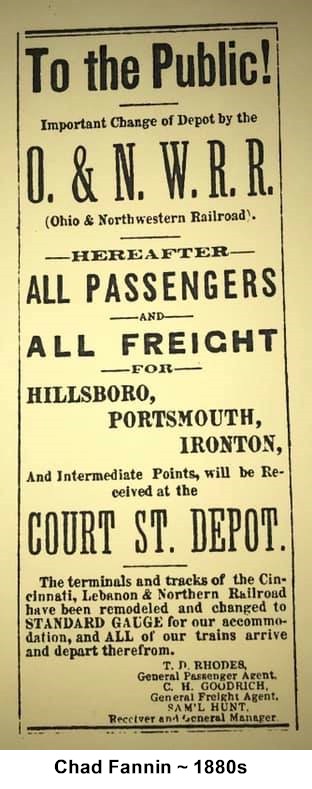 To the Public!
Important Change of Depot by the
O. & N. W. R. R.
(Ohio & Northwestern Railroad).
—HEREAFTER—
ALL PASSENGERS
—AND—
ALL FREIGHT
—FOR—
HILLSBORO,
PORTSMOUTH,
IRONTON,
And Intermediate Points, will be Re-
ceived at the
COURT ST. DEPOT.
The terminals and tracks of the Cin-
cinnati, Lebanon & Northern Railroad
have been remodeled and changed to
STANDARD GAUGE for our accommo-
dation, and ALL of our trains arrive
and depart therefrom.
T. D. RHODES,
General Passenger Agent.
C. H. GOODRICH,
General Freight Agent.
SAM'L HUNT,
Receiver and General Manager.
Chad Fannin ~ 1880s